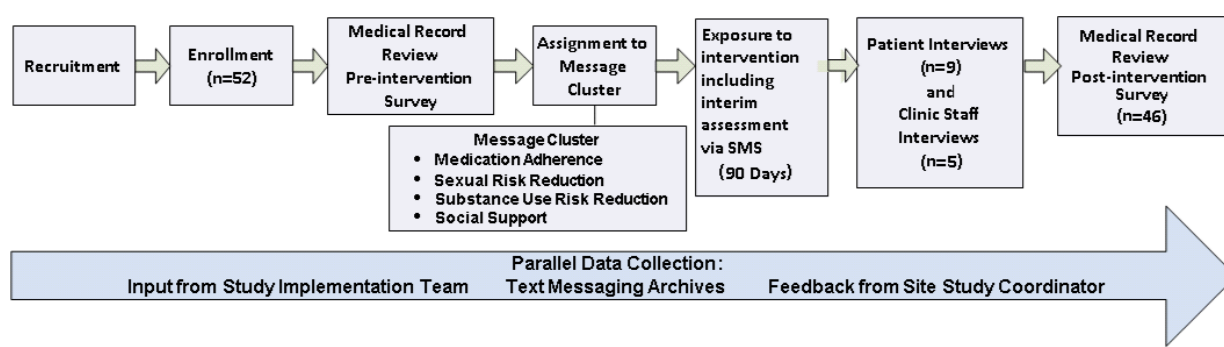 Recruitment
Enrollment
(n=52)
Medical Record
Review
Pre-intervention
Survey
Assignment to
Message
Cluster
Message Cluster
• Medication Adherence
• Sexual Risk Reduction
• Substance Use Risk Reduction
• Social Support
Exposure to
intervention
including
interim
assessment
via SMS
(90 Days)
Patient Interviews
(n=9)
and
Clinic Staff
Interviews
(n=5)
Medical Record
Review
Post-intervention
Survey
(n=46)
Parallel Data Collection:
Input from Study Implementation Team Text Messaging Archives Feedback from Site Study Coordinator